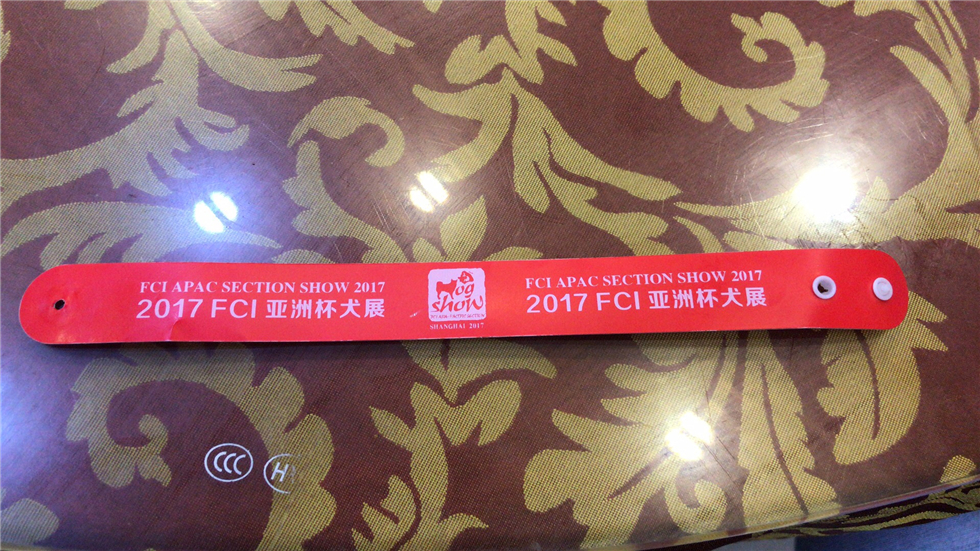 FCI APAC SECTION SHOW 2017
2017 FCI 亚洲杯犬展
Dog
show
SHANGHAI 2017
FCI APAC SECTION SHOW 2017
2017 FCI 亚洲杯犬展
CCC
H